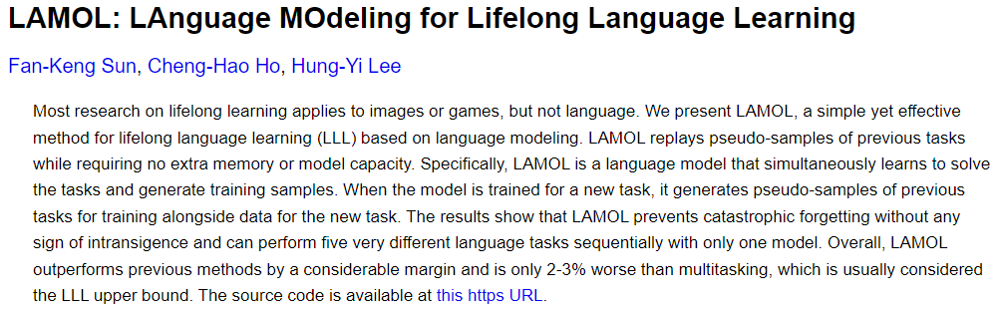 LAMOL: LAnguage MOdeling for Lifelong Language Learning
Fan-Keng Sun, Cheng-Hao Ho, Hung-Yi Lee
Most research on lifelong learning applies to images or games, but not language. We present LAMOL, a simple yet effective
method for lifelong language learning (LLL) based on language modeling. LAMOL replays pseudo-samples of previous tasks
while requiring no extra memory or model capacity. Specifically, LAMOL is a language model that simultaneously learns to solve
the tasks and generate training samples. When the model is trained for a new task, it generates pseudo-samples of previous
tasks for training alongside data for the new task. The results show that LAMOL prevents catastrophic forgetting without any
sign of intransigence and can perform five very different language tasks sequentially with only one model. Overall, LAMOL
outperforms previous methods by a considerable margin and is only 2-3% worse than multitasking, which is usually considered
the LLL upper bound. The source code is available at this https URL.